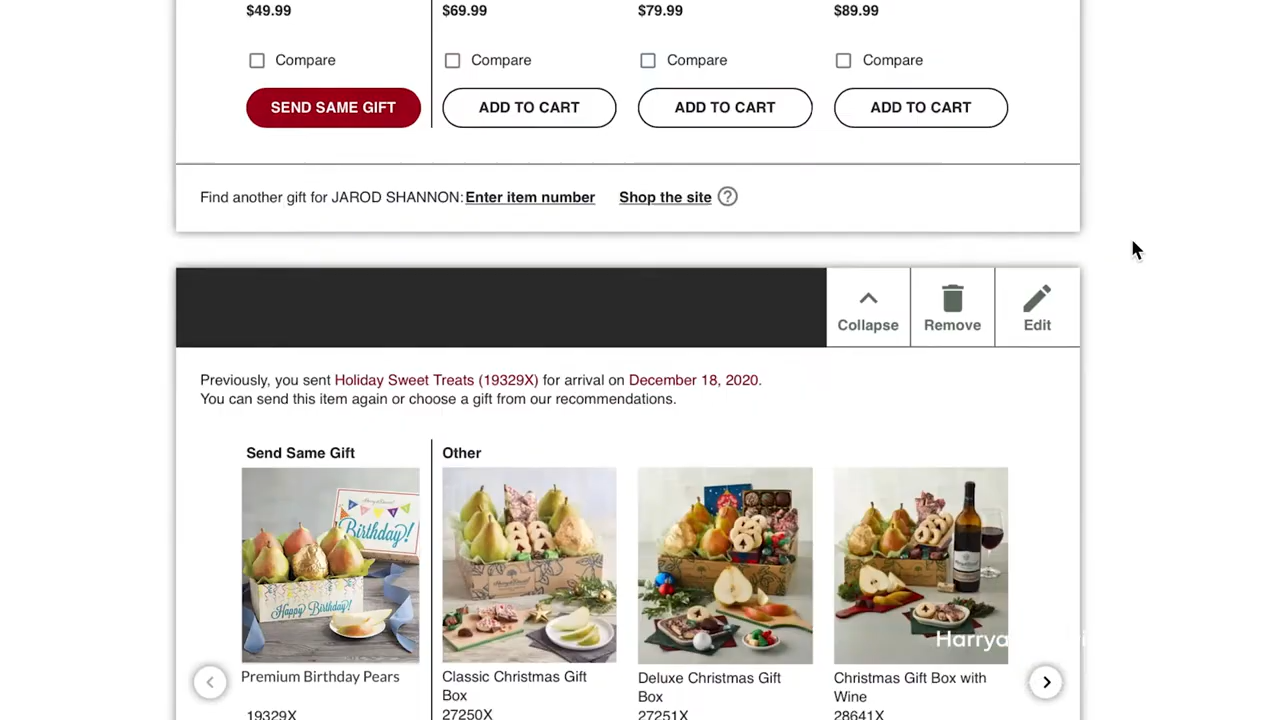 $49.99 $69.99 $79.99 $89.99
Compare Compare Compare Compare
SEND SAME GIFT ADD TO CART ADD TO CART ADD TO CART
Find another gift for JAROD SHANNON: Enter item number Shop the site ?
Collapse Remove Edit
Previously, you sent Holiday Sweet Treats (19329X) for arrival on December 18, 2020.
You can send this item again or choose a gift from our recommendations.
Send Same Gift Other
Birthday!
Happy Birthday!
Premium Birthday Pears
19329X
Classic Christmas Gift
Box
27250X
Deluxe Christmas Gift
Box
27251X
Christmas Gift Box with
Wine
28641X
Harrya